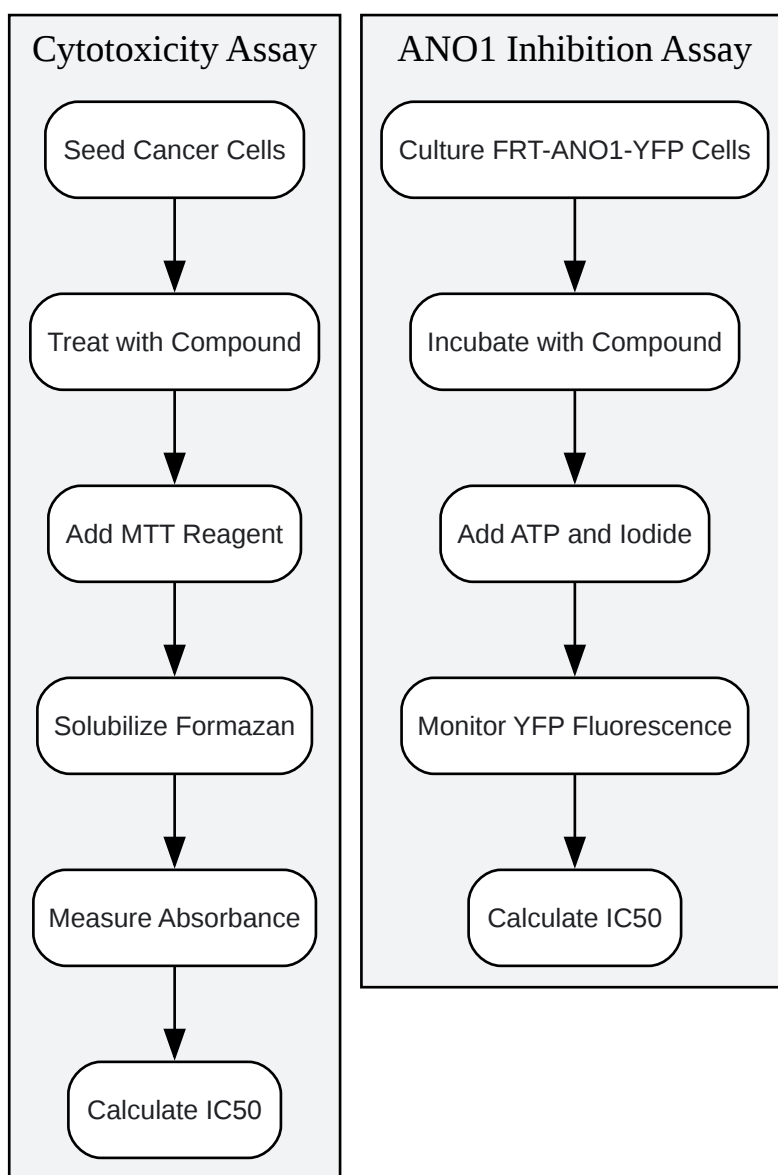 Cytotoxicity Assay
Seed Cancer Cells
Treat with Compound
Add MTT Reagent
Solubilize Formazan
Measure Absorbance
Calculate IC50
ANO1 Inhibition Assay
Culture FRT-ANO1-YFP Cells
Incubate with Compound
Add ATP and Iodide
Monitor YFP Fluorescence
Calculate IC50